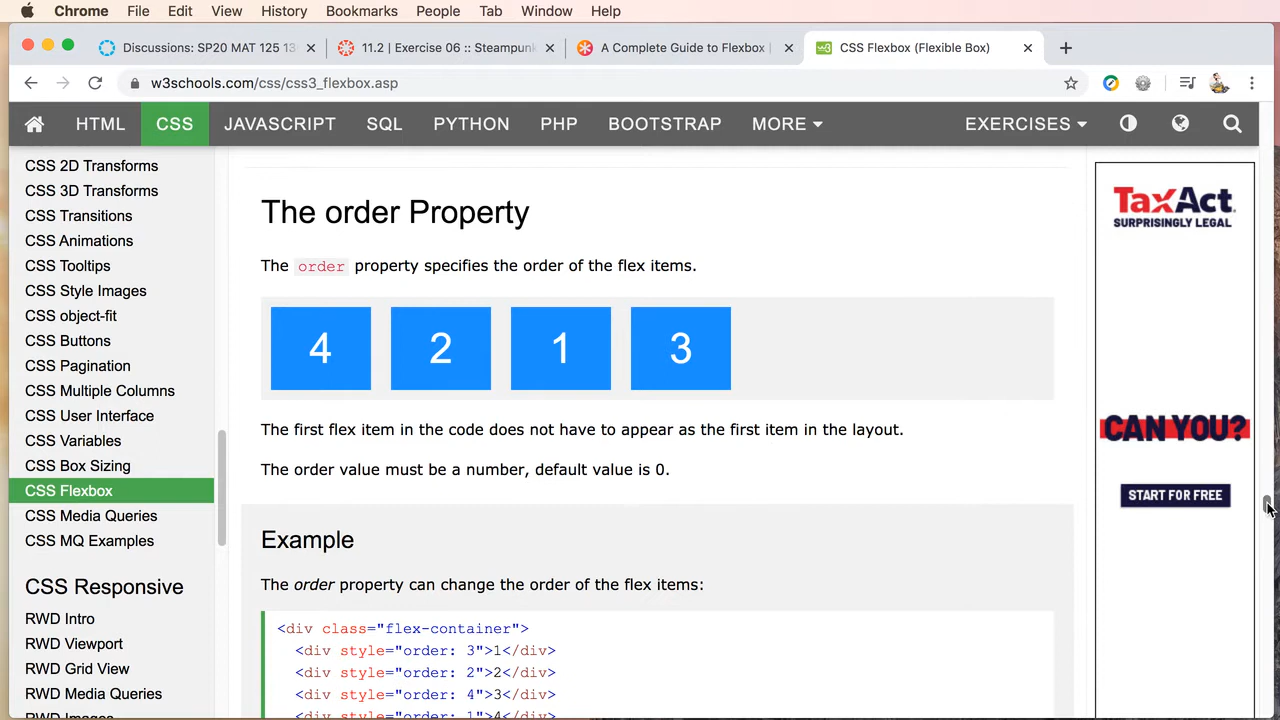 Chrome File Edit View History Bookmarks People Tab Window Help
Discussions: SP20 MAT 125 13 11.2 | Exercise 06 :: Steampunk A Complete Guide to Flexbox | CSS Flexbox (Flexible Box)
w3schools.com/css/css3_flexbox.asp
HTML CSS JAVASCRIPT SQL PYTHON PHP BOOTSTRAP MORE EXERCISES
CSS 2D Transforms
CSS 3D Transforms
CSS Transitions
CSS Animations
CSS Tooltips
CSS Style Images
CSS object-fit
CSS Buttons
CSS Pagination
CSS Multiple Columns
CSS User Interface
CSS Variables
CSS Box Sizing
CSS Flexbox
CSS Media Queries
CSS MQ Examples
CSS Responsive
RWD Intro
RWD Viewport
RWD Grid View
RWD Media Queries
RWD Images
The order Property
The order property specifies the order of the flex items.
4 2 1 3
The first flex item in the code does not have to appear as the first item in the layout.
The order value must be a number, default value is 0.
Example
The order property can change the order of the flex items:
<div class="flex-container">
<div style="order: 3">1</div>
<div style="order: 2">2</div>
<div style="order: 4">3</div>
<div style="order: 1">4</div>
TaxAct.
SURPRISINGLY LEGAL
CAN YOU?
START FOR FREE